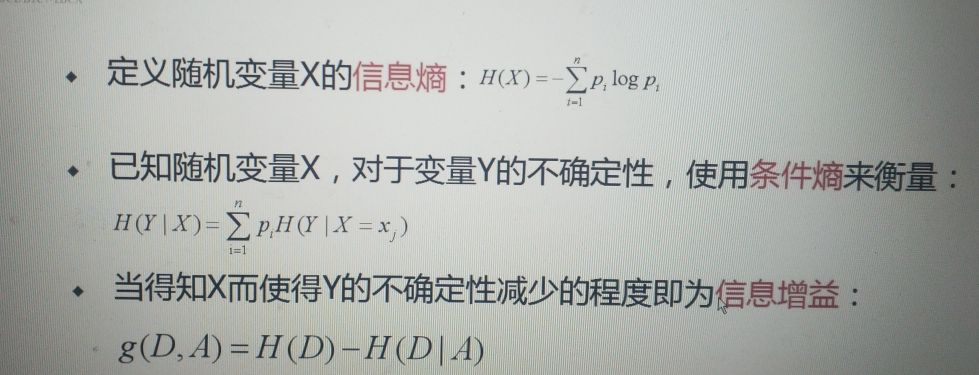 ◆ 定义随机变量X的信息熵：H(X) = -∑_{i=1}^{n} p_i log p_i
◆ 已知随机变量X，对于变量Y的不确定性，使用条件熵来衡量：
H(Y | X) = ∑_{i=1}^{n} p_i H(Y | X = x_j)
◆ 当得知X而使得Y的不确定性减少的程度即为信息增益：
g(D, A) = H(D) - H(D | A)